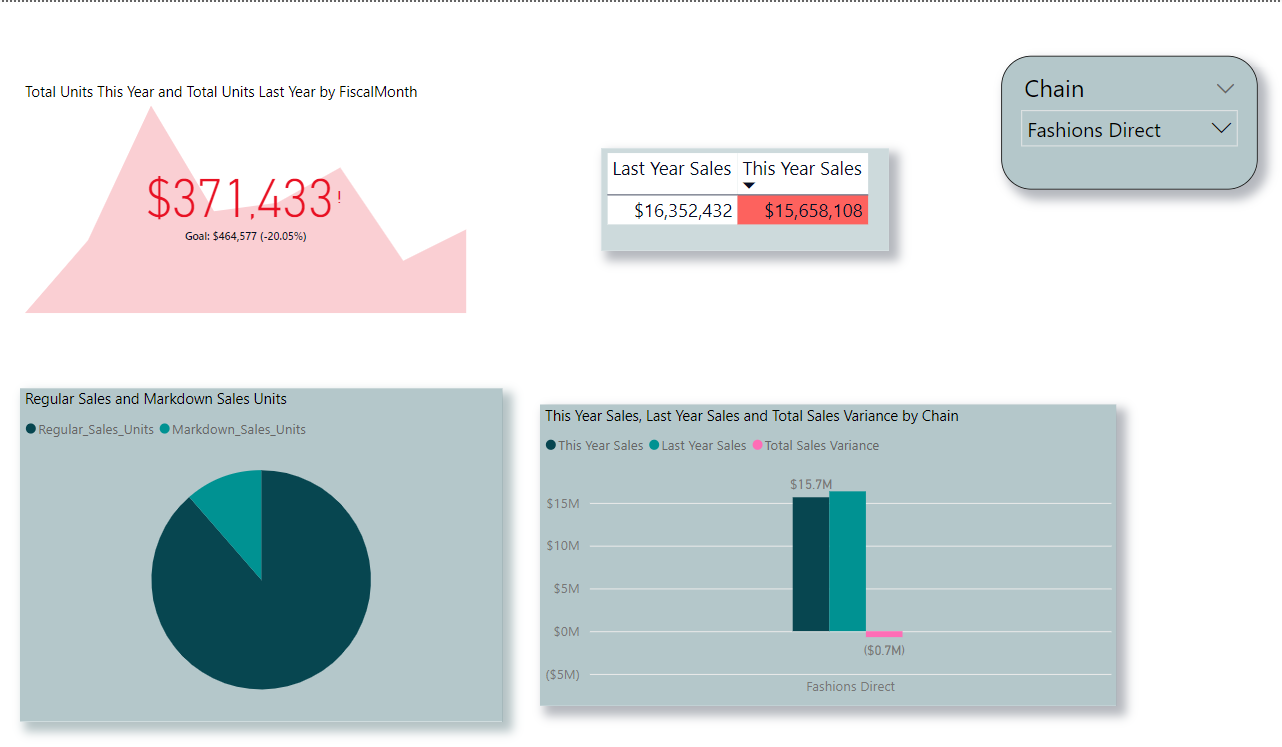 Total Units This Year and Total Units Last Year by FiscalMonth
$371,433!
Goal: $464,577 (-20.05%)
Last Year Sales This Year Sales
$16,352,432 $15,658,108
Chain
Fashions Direct
Regular Sales and Markdown Sales Units
Regular_Sales_Units Markdown_Sales_Units
This Year Sales, Last Year Sales and Total Sales Variance by Chain
This Year Sales Last Year Sales Total Sales Variance
$15.7M
$15M
$10M
$5M
$0M
($0.7M)
($5M)
Fashions Direct